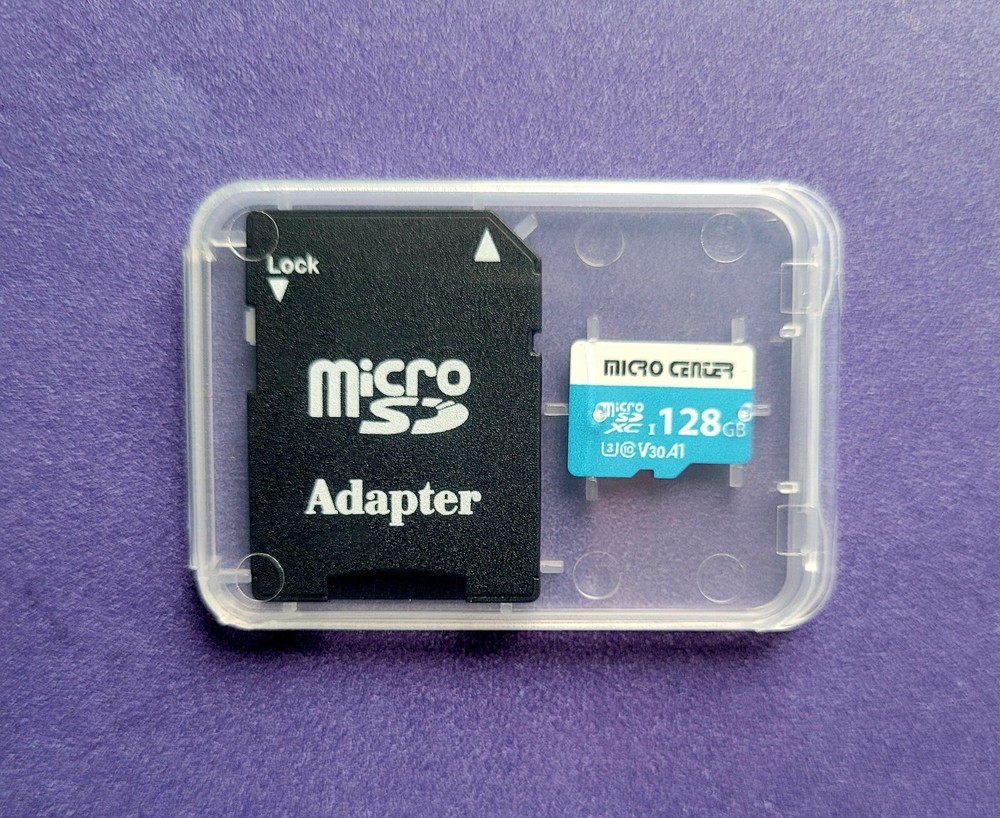 Lock
micro
SD
Adapter
MICRO CENTER
micro
SD
XC I 128GB
3 10 V30 A1